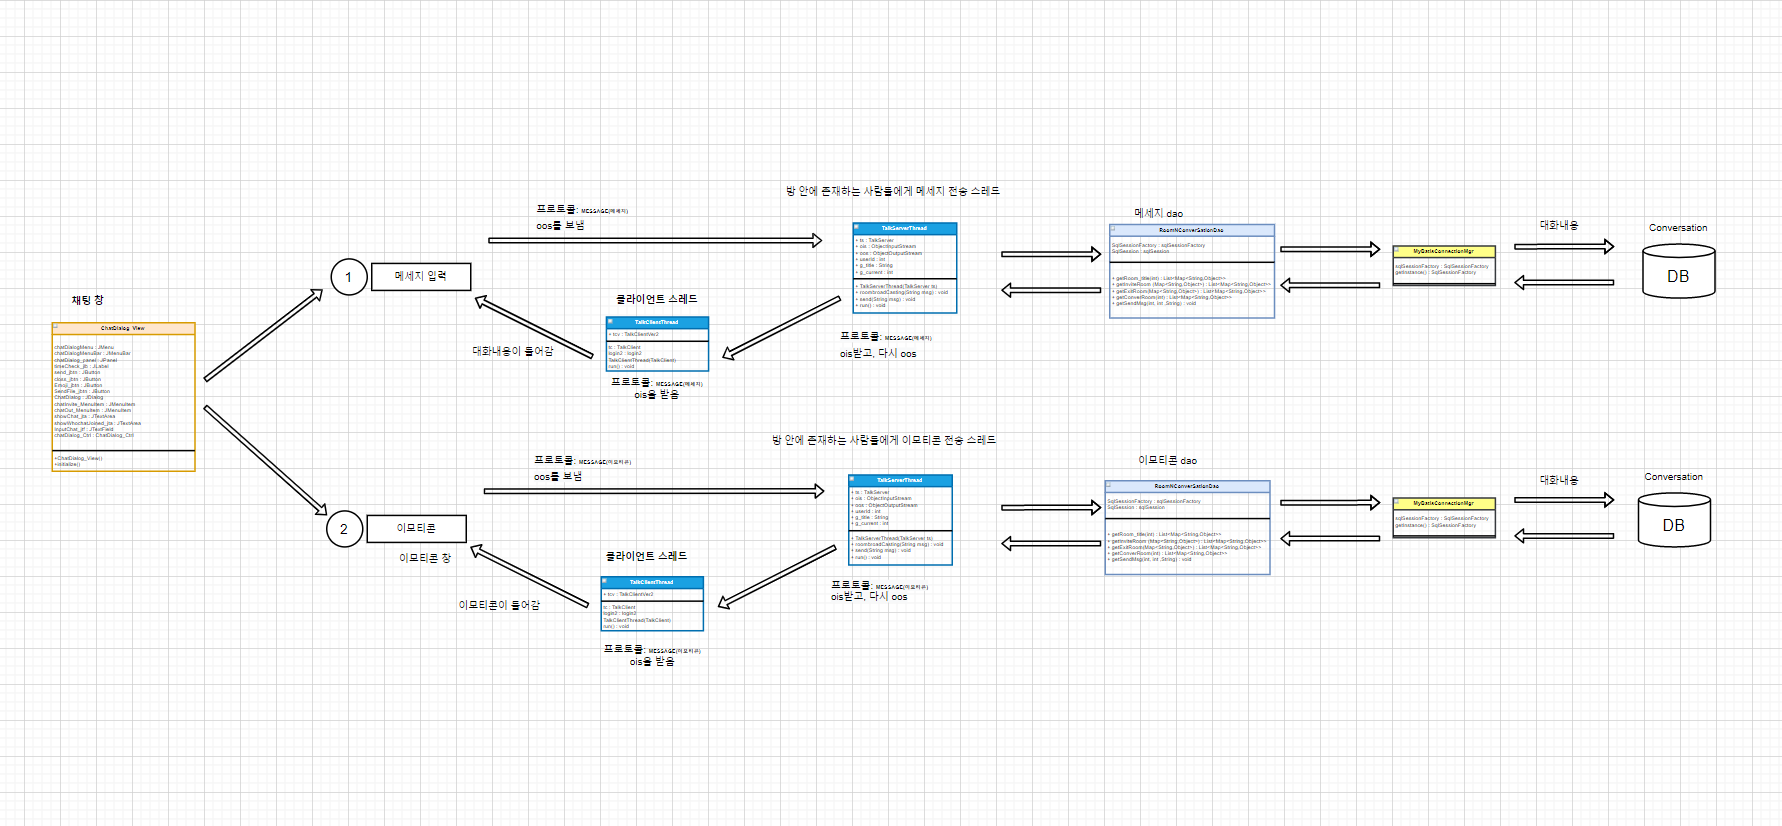 채팅 창
ChatDialog_View
chatDialogMenu : JMenu
chatDialogMenuBar : JMenuBar
chatDialog_panel : JPanel
timeCheck_jlb : JLabel
send_jbtn : JButton
close_jbtn : JButton
Emoji_jbtn : JButton
SendFile_jbtn : JButton
ChatDialog : JDialog
chatInvite_MenuItem : JMenuItem
chatOut_MenuItem : JMenuItem
showChat_jta : JTextArea
showWhochatJoined_jta : JTextArea
inputChat_jtf : JTextField
chatDialog_Ctrl : ChatDialog_Ctrl
+ChatDialog_View()
+initialize()
1
메세지 입력
프로토콜: MESSAGE(메세지)
oos를 보냄
대화내용이 들어감
클라이언트 스레드
TalkClientThread
+ tcv : TalkClientVer2
tc : TalkClient
login2 : login2
TalkClientThread(TalkClient)
run() : void
프로토콜: MESSAGE(메세지)
ois을 받음
방 안에 존재하는 사람들에게 메세지 전송 스레드
TalkServerThread
+ ts : TalkServer
+ ois : ObjectInputStream
+ oos : ObjectOutputStream
+ userId : int
+ g_title : String
+ g_current : int
+ TalkServerThread(TalkServer ts)
+ roombroadCasting(String msg) : void
+ send(String msg) : void
+ run() : void
프로토콜: MESSAGE(메세지)
ois받고, 다시 oos
메세지 dao
RoomNConverSationDao
SqlSessionFactory : sqlSessionFactory
SqlSession : sqlSession
+ getRoom_title(int) : List<Map<String,Object>>
+ getInviteRoom (Map<String,Object>) : List<Map<String,Object>>
+ getExitRoom(Map<String,Object>) : List<Map<String,Object>>
+ getConverRoom(int) : List<Map<String,Object>>
+ getSendMsg(int, int ,String) : void
MyBatisConnectionMgr
sqlSessionFactory : SqlSessionFactory
getInstance() : SqlSessionFactory
대화내용
Conversation
DB
2
이모티콘
이모티콘 창
프로토콜: MESSAGE(이모티콘)
oos를 보냄
이모티콘이 들어감
클라이언트 스레드
TalkClientThread
+ tcv : TalkClientVer2
tc : TalkClient
login2 : login2
TalkClientThread(TalkClient)
run() : void
프로토콜: MESSAGE(이모티콘)
ois을 받음
방 안에 존재하는 사람들에게 이모티콘 전송 스레드
TalkServerThread
+ ts : TalkServer
+ ois : ObjectInputStream
+ oos : ObjectOutputStream
+ userId : int
+ g_title : String
+ g_current : int
+ TalkServerThread(TalkServer ts)
+ roombroadCasting(String msg) : void
+ send(String msg) : void
+ run() : void
프로토콜: MESSAGE(이모티콘)
ois받고, 다시 oos
이모티콘 dao
RoomNConverSationDao
SqlSessionFactory : sqlSessionFactory
SqlSession : sqlSession
+ getRoom_title(int) : List<Map<String,Object>>
+ getInviteRoom (Map<String,Object>) : List<Map<String,Object>>
+ getExitRoom(Map<String,Object>) : List<Map<String,Object>>
+ getConverRoom(int) : List<Map<String,Object>>
+ getSendMsg(int, int ,String) : void
MyBatisConnectionMgr
sqlSessionFactory : SqlSessionFactory
getInstance() : SqlSessionFactory
대화내용
Conversation
DB